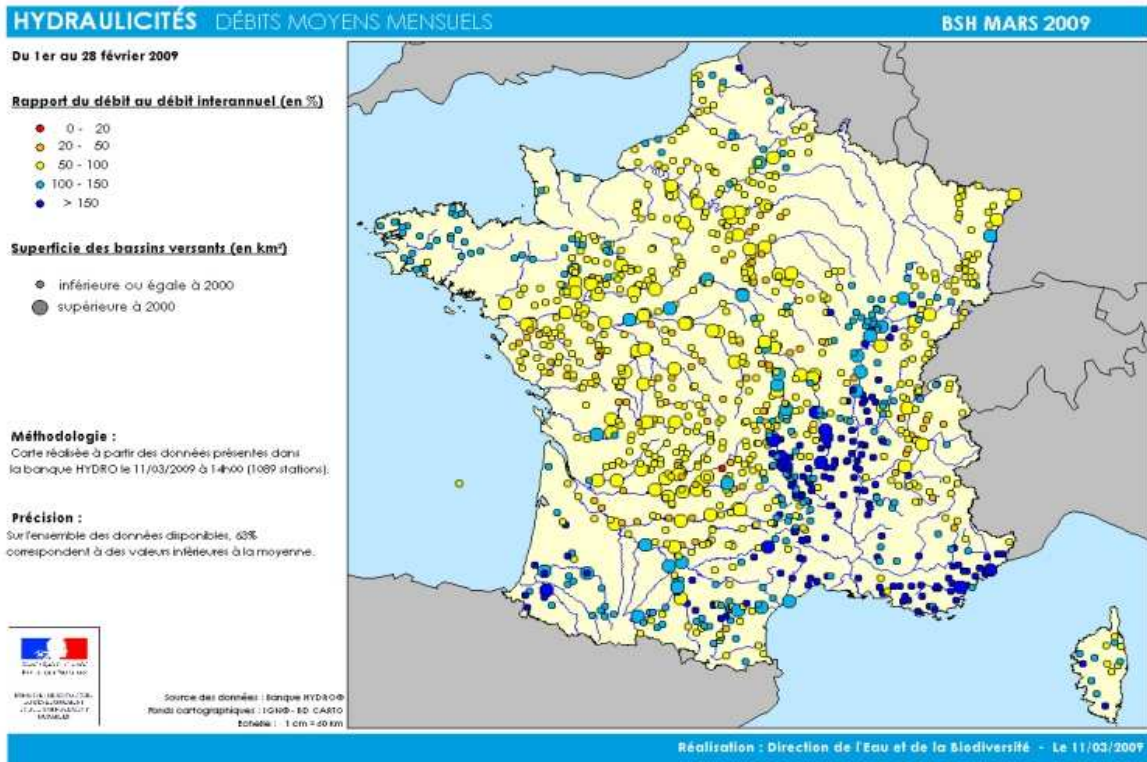 HYDRAULICITÉS DÉBITS MOYENS MENSUELS
BSH MARS 2009
Du 1er au 28 février 2009
Rapport du débit au débit interannuel (en %)
0 - 20
20 - 50
50 - 100
100 - 150
> 150
Superficie des bassins versants (en km²)
inférieure ou égale à 2000
supérieure à 2000
Méthodologie :
Carte réalisée à partir des données présentes dans
la banque HYDRO le 11/03/2009 à 14h00 (1089 stations).
Précision :
Sur l'ensemble des données disponibles, 63%
correspondent à des valeurs inférieures à la moyenne.
Source des données : Banque HYDRO®
Fonds cartographiques : IGN® - BD CARTO
Echelle : 1 cm = 60 km
Réalisation : Direction de l'Eau et de la Biodiversité - Le 11/03/2009